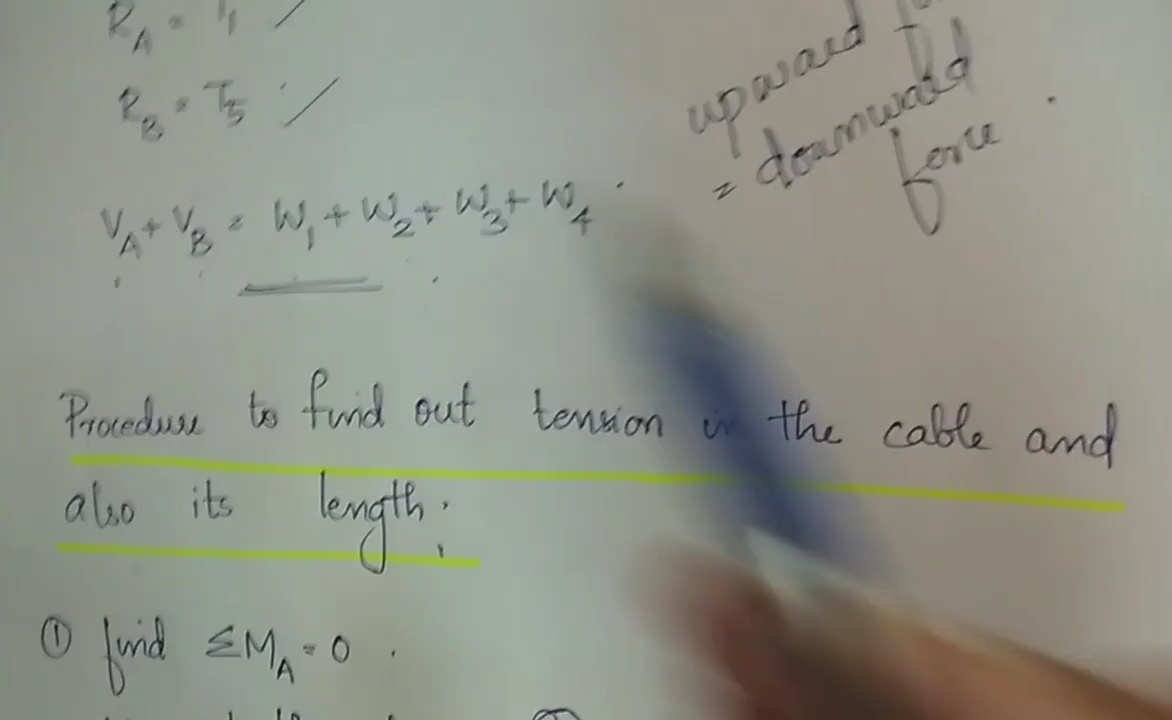 R_A = T_1
R_B = T_5
V_A + V_B = W_1 + W_2 + W_3 + W_4
upward
= downward
force
Procedure to find out tension in the cable and
also its length.
① find ΣM_A = 0 .